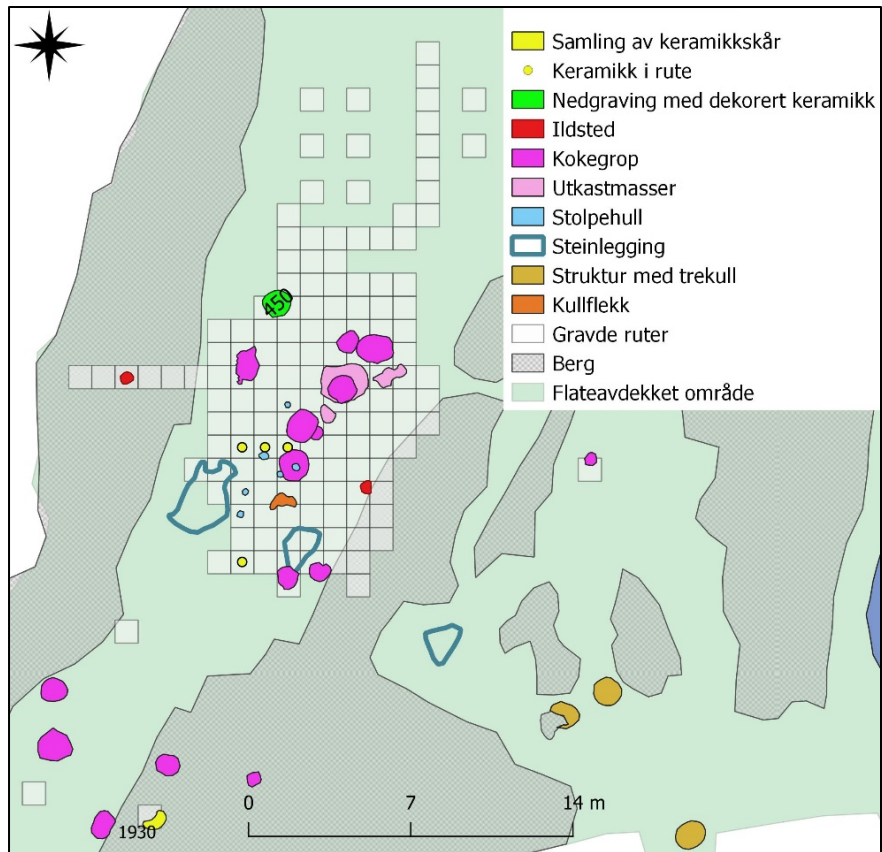 Samling av keramikkskår
Keramikk i rute
Nedgraving med dekorert keramikk
Ildsted
Kokegrop
Utkastmasser
Stolpehull
Steinlegging
Struktur med trekull
Kullflekk
Gravde ruter
Berg
Flateavdekket område
450
0 7 14 m
1930